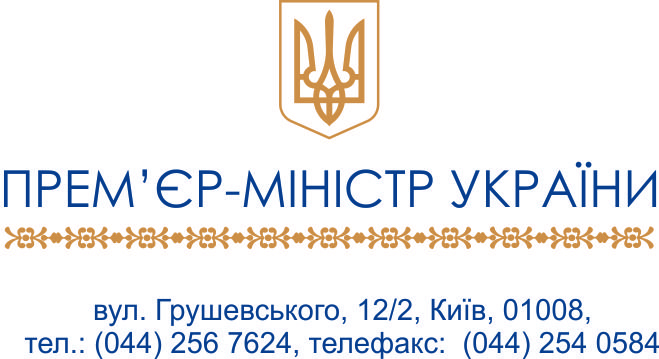 ПРЕМ’ЄР-МІНІСТР УКРАЇНИ
вул. Грушевського, 12/2, Київ, 01008,
тел.: (044) 256 7624, телефакс: (044) 254 0584